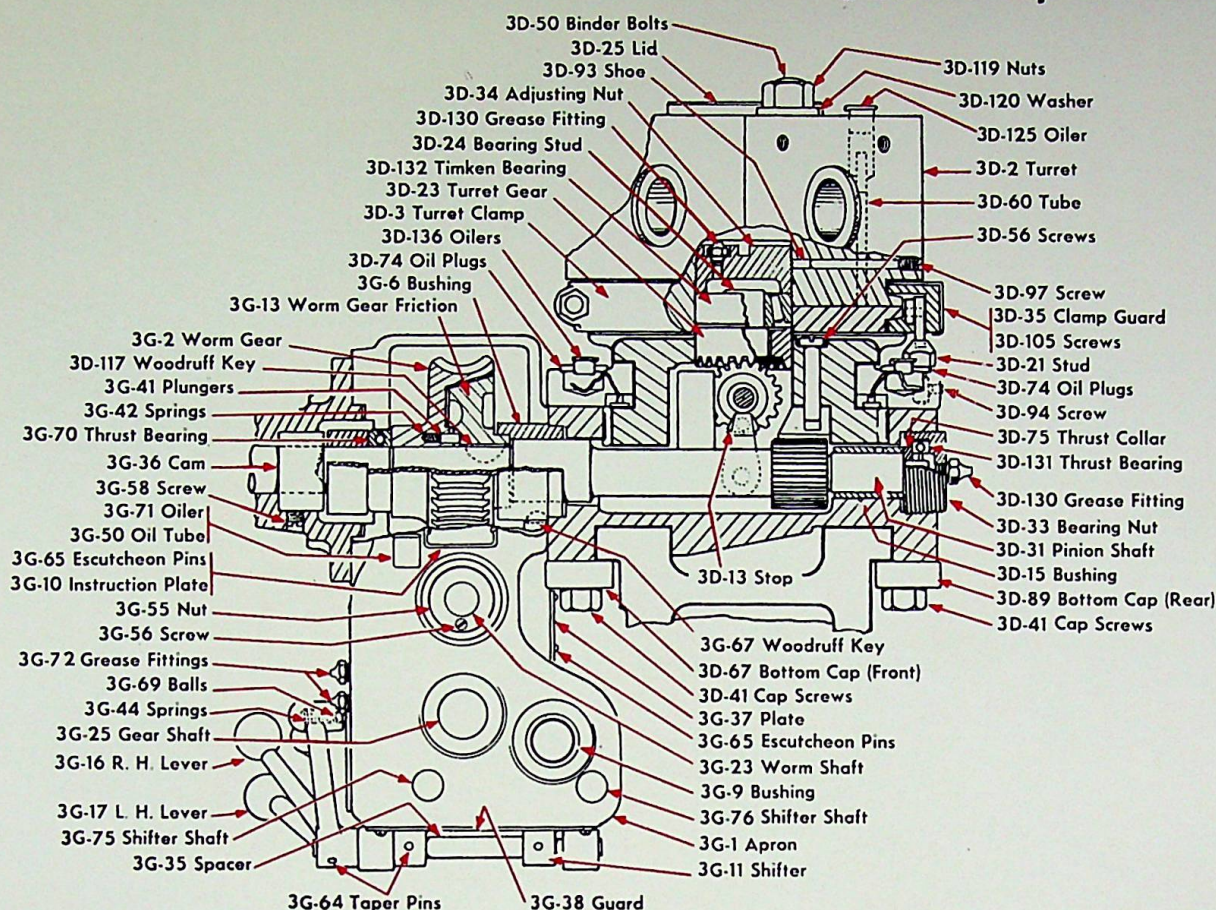 3D-50 Binder Bolts
3D-25 Lid
3D-93 Shoe
3D-34 Adjusting Nut
3D-130 Grease Fitting
3D-24 Bearing Stud
3D-132 Timken Bearing
3D-23 Turret Gear
3D-3 Turret Clamp
3D-136 Oilers
3D-74 Oil Plugs
3G-6 Bushing
3G-13 Worm Gear Friction
3G-2 Worm Gear
3D-117 Woodruff Key
3G-41 Plungers
3G-42 Springs
3G-70 Thrust Bearing
3G-36 Cam
3G-58 Screw
3G-71 Oiler
3G-50 Oil Tube
3G-65 Escutcheon Pins
3G-10 Instruction Plate
3G-55 Nut
3G-56 Screw
3G-72 Grease Fittings
3G-69 Balls
3G-44 Springs
3G-25 Gear Shaft
3G-16 R. H. Lever
3G-17 L. H. Lever
3G-75 Shifter Shaft
3G-35 Spacer
3G-64 Taper Pins
3G-38 Guard
3D-119 Nuts
3D-120 Washer
3D-125 Oiler
3D-2 Turret
3D-60 Tube
3D-56 Screws
3D-97 Screw
3D-35 Clamp Guard
3D-105 Screws
3D-21 Stud
3D-74 Oil Plugs
3D-94 Screw
3D-75 Thrust Collar
3D-131 Thrust Bearing
3D-130 Grease Fitting
3D-33 Bearing Nut
3D-31 Pinion Shaft
3D-15 Bushing
3D-89 Bottom Cap (Rear)
3D-41 Cap Screws
3D-13 Stop
3G-67 Woodruff Key
3D-67 Bottom Cap (Front)
3D-41 Cap Screws
3G-37 Plate
3G-65 Escutcheon Pins
3G-23 Worm Shaft
3G-9 Bushing
3G-76 Shifter Shaft
3G-1 Apron
3G-11 Shifter